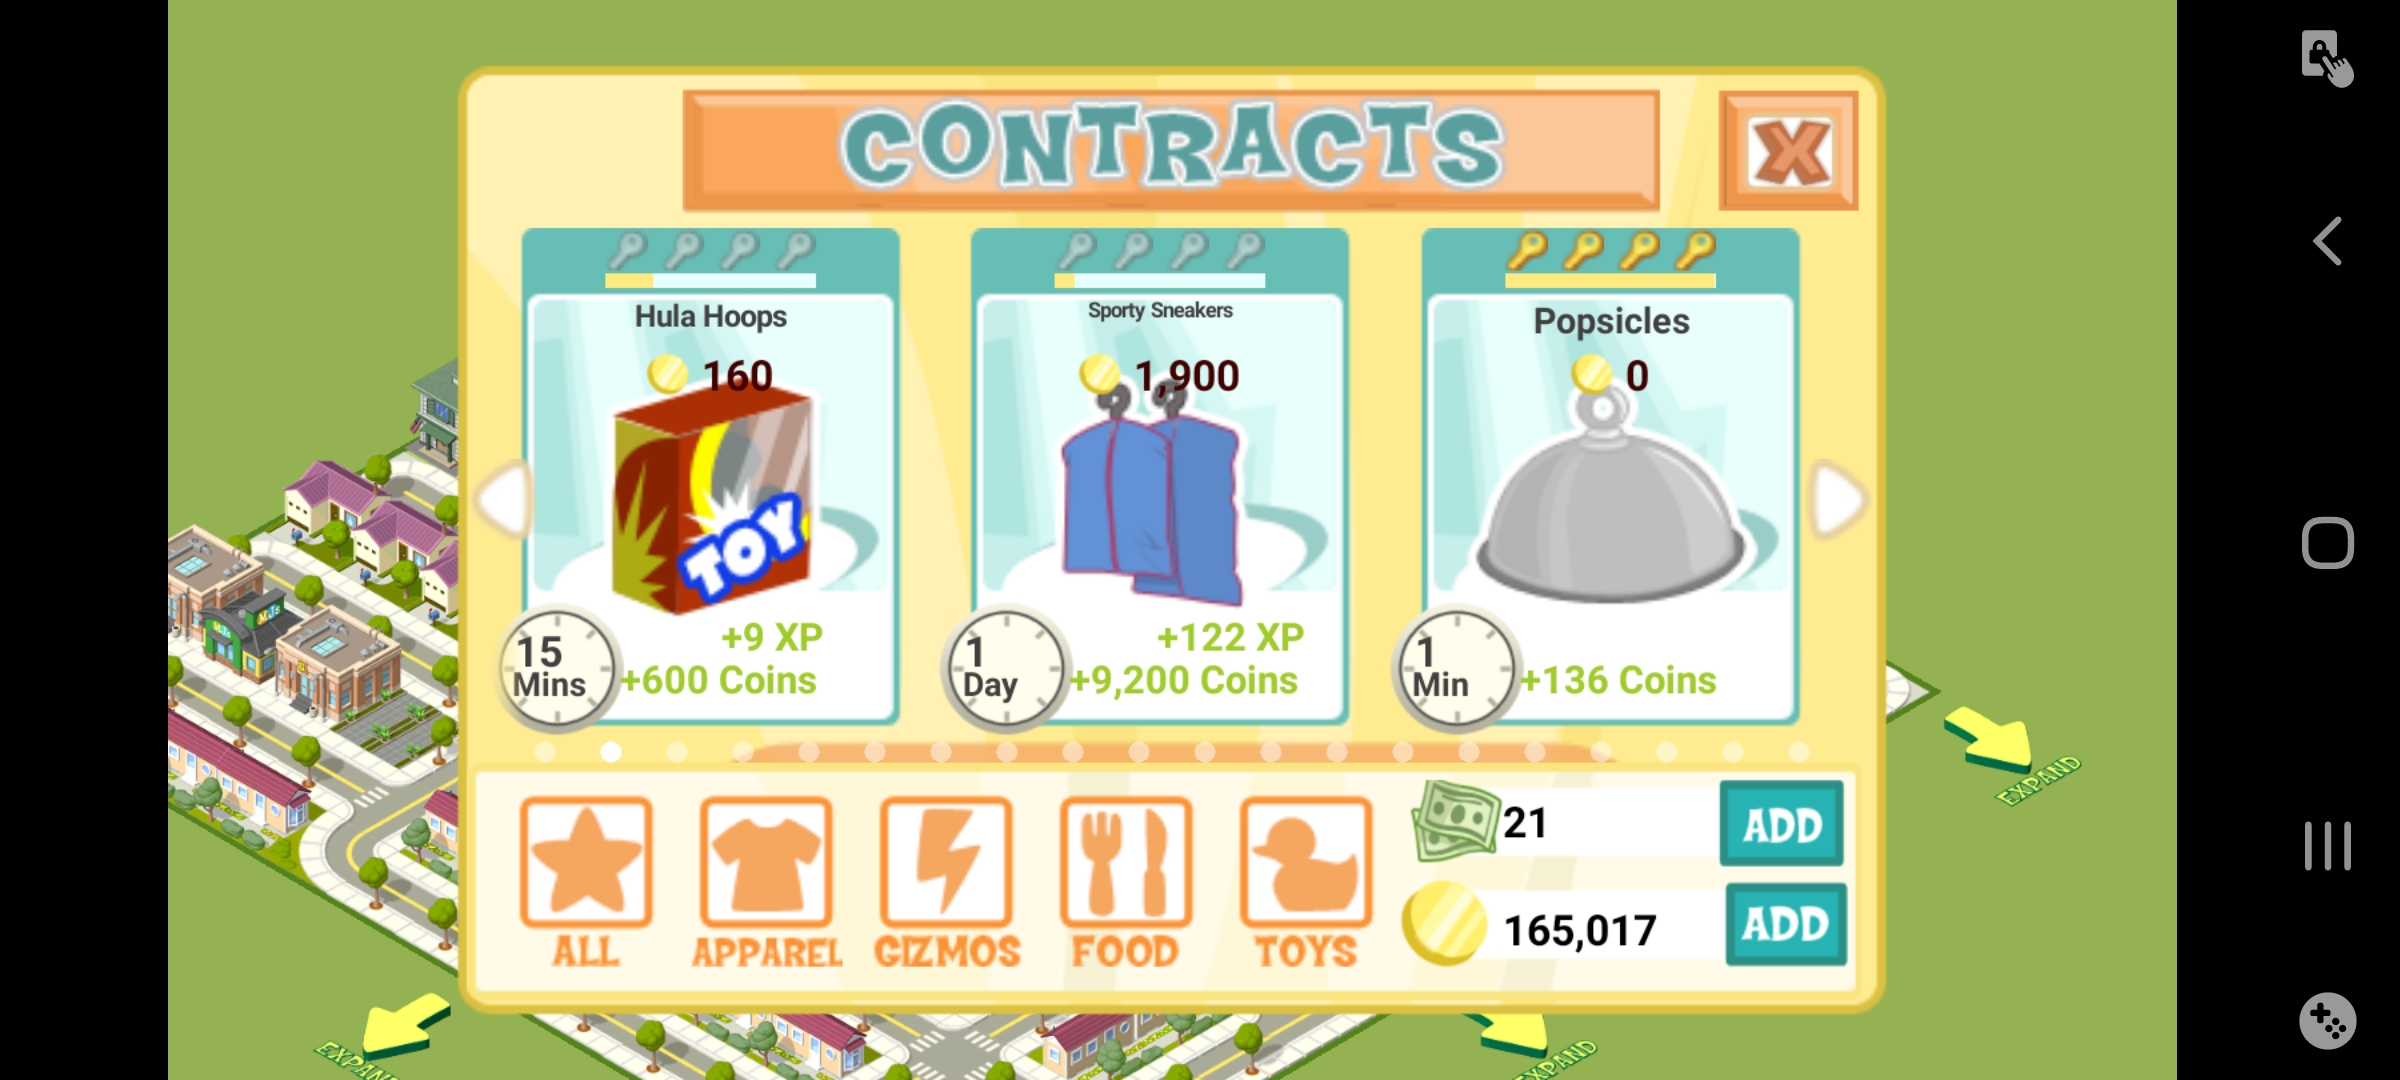 CONTRACTS
X
Hula Hoops
160
TOY
15
Mins
+9 XP
+600 Coins
Sporty Sneakers
1,900
1
Day
+122 XP
+9,200 Coins
Popsicles
0
1
Min
+136 Coins
ALL
APPAREL
GIZMOS
FOOD
TOYS
21
ADD
165,017
ADD
EXPAND
EXPAND
EXPAND